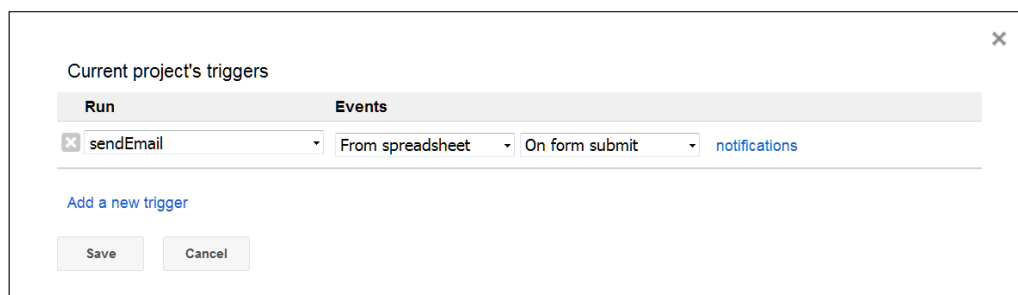 Current project's triggers
Run Events
sendEmail From spreadsheet On form submit notifications
Add a new trigger
Save Cancel